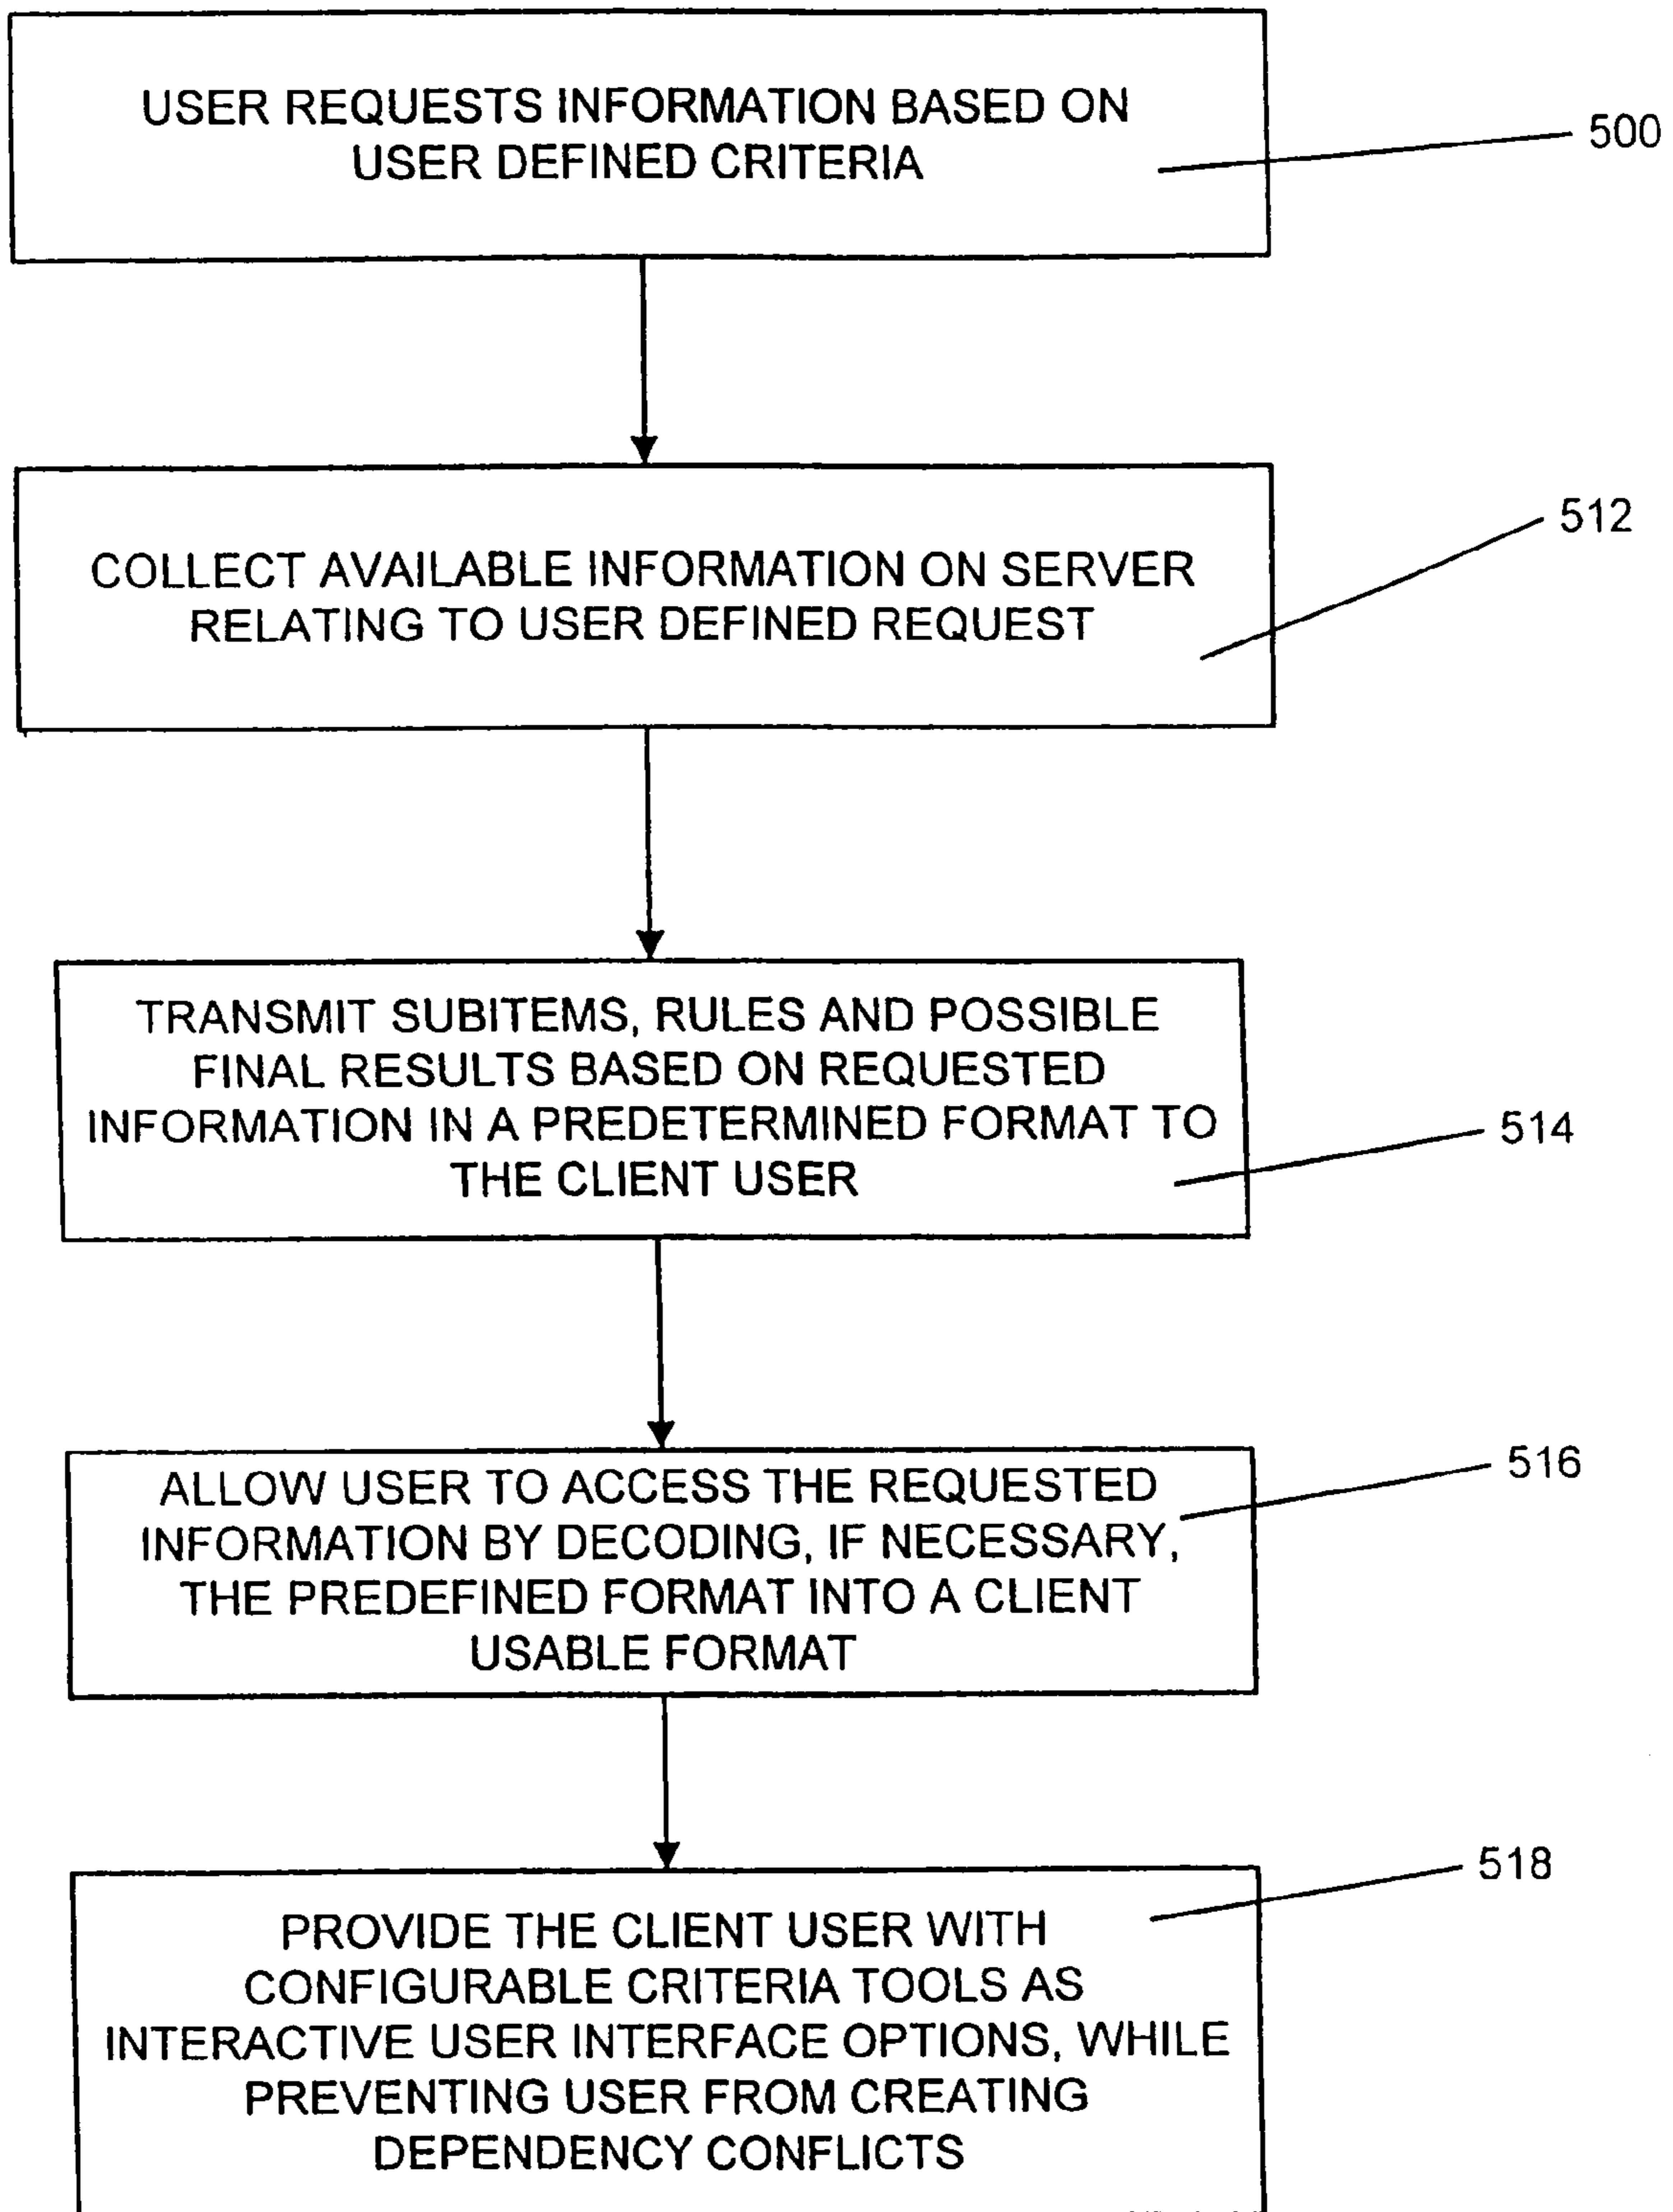 USER REQUESTS INFORMATION BASED ON
USER DEFINED CRITERIA
500
COLLECT AVAILABLE INFORMATION ON SERVER
RELATING TO USER DEFINED REQUEST
512
TRANSMIT SUBITEMS, RULES AND POSSIBLE
FINAL RESULTS BASED ON REQUESTED
INFORMATION IN A PREDETERMINED FORMAT TO
THE CLIENT USER
514
ALLOW USER TO ACCESS THE REQUESTED
INFORMATION BY DECODING, IF NECESSARY,
THE PREDEFINED FORMAT INTO A CLIENT
USABLE FORMAT
516
PROVIDE THE CLIENT USER WITH
CONFIGURABLE CRITERIA TOOLS AS
INTERACTIVE USER INTERFACE OPTIONS, WHILE
PREVENTING USER FROM CREATING
DEPENDENCY CONFLICTS
518